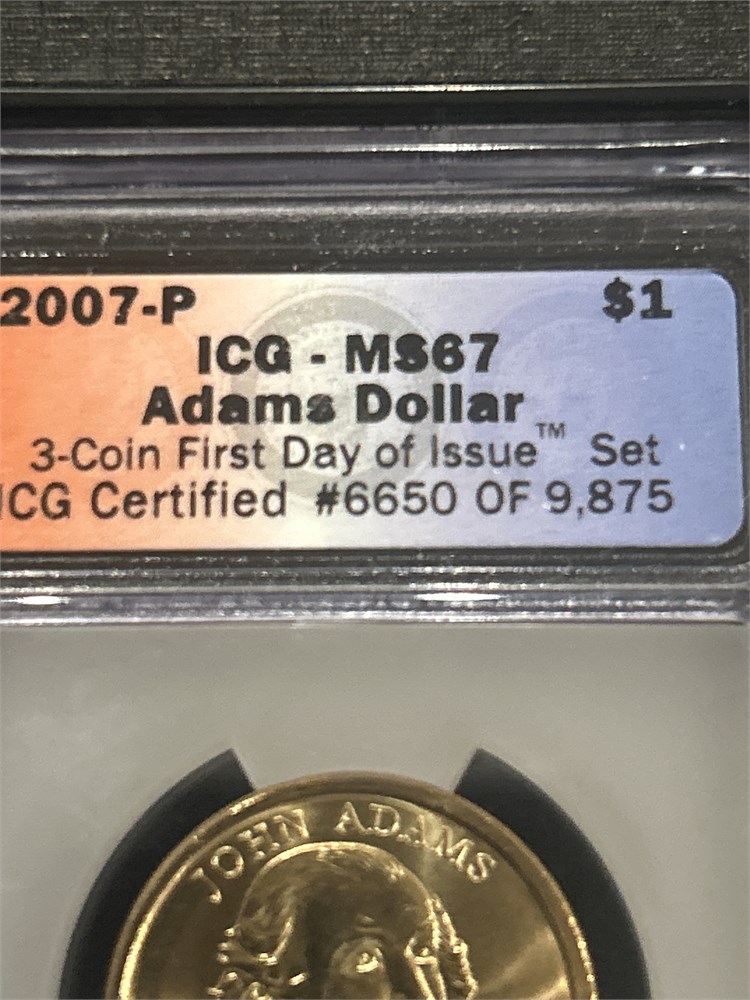 2007-P $1
ICG - MS67
Adams Dollar
3-Coin First Day of Issue™ Set
ICG Certified #6650 OF 9,875
JOHN ADAMS